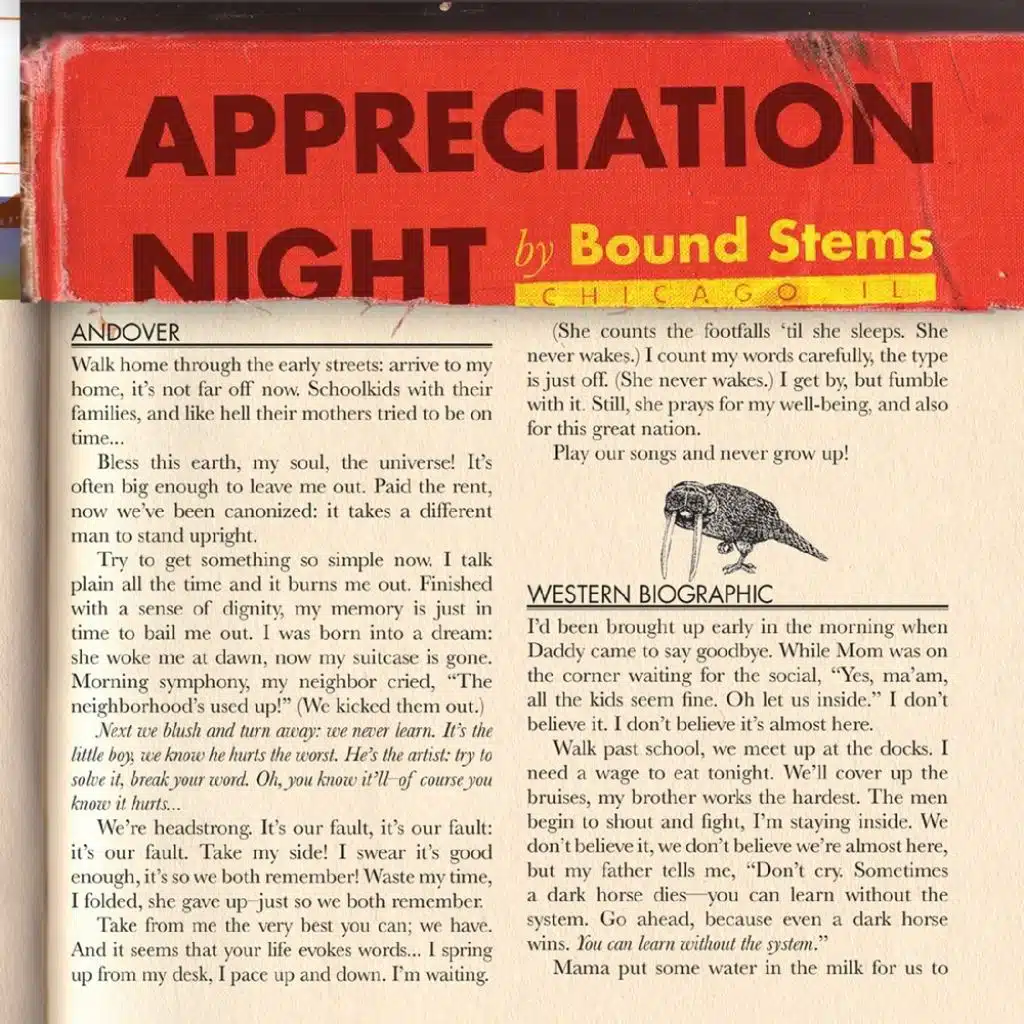 APPRECIATION
NIGHT
by Bound Stems
CHICAGO IL
ANDOVER
Walk home through the early streets: arrive to my
home, it's not far off now. Schoolkids with their
families, and like hell their mothers tried to be on
time...
Bless this earth, my soul, the universe! It's
often big enough to leave me out. Paid the rent,
now we've been canonized: it takes a different
man to stand upright.
Try to get something so simple now. I talk
plain all the time and it burns me out. Finished
with a sense of dignity, my memory is just in
time to bail me out. I was born into a dream:
she woke me at dawn, now my suitcase is gone.
Morning symphony, my neighbor cried, “The
neighborhood's used up!” (We kicked them out.)
Next we blush and turn away: we never learn. It's the
little boy, we know he hurts the worst. He's the artist: try to
solve it, break your word. Oh, you know it'll–of course you
know it hurts...
We're headstrong. It's our fault, it's our fault:
it's our fault. Take my side! I swear it's good
enough, it's so we both remember! Waste my time,
I folded, she gave up–just so we both remember.
Take from me the very best you can; we have.
And it seems that your life evokes words... I spring
up from my desk, I pace up and down. I'm waiting.
(She counts the footfalls ‘til she sleeps. She
never wakes.) I count my words carefully, the type
is just off. (She never wakes.) I get by, but fumble
with it. Still, she prays for my well-being, and also
for this great nation.
Play our songs and never grow up!
WESTERN BIOGRAPHIC
I'd been brought up early in the morning when
Daddy came to say goodbye. While Mom was on
the corner waiting for the social, “Yes, ma'am,
all the kids seem fine. Oh let us inside.” I don't
believe it. I don't believe it's almost here.
Walk past school, we meet up at the docks. I
need a wage to eat tonight. We'll cover up the
bruises, my brother works the hardest. The men
begin to shout and fight, I'm staying inside. We
don't believe it, we don't believe we're almost here,
but my father tells me, “Don't cry. Sometimes
a dark horse dies—you can learn without the
system. Go ahead, because even a dark horse
wins. You can learn without the system.”
Mama put some water in the milk for us to